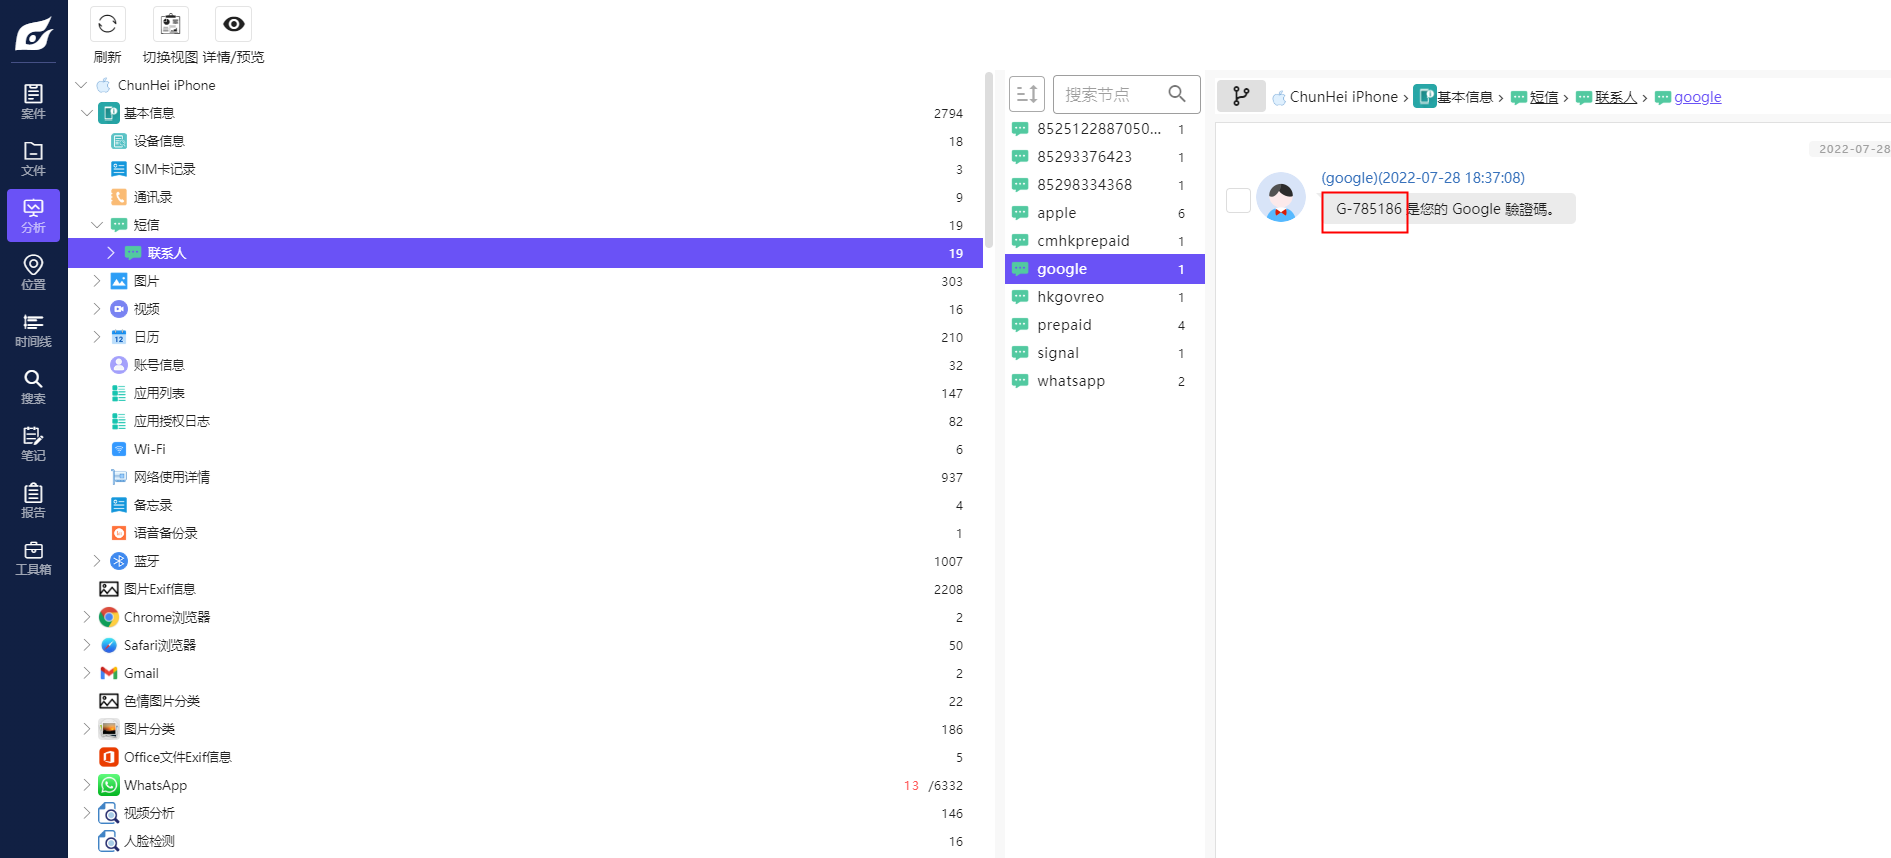 刷新
切换视图
详情/预览
案件
文件
分析
位置
时间线
搜索
笔记
报告
工具箱
ChunHei iPhone
基本信息 2794
设备信息 18
SIM卡记录 3
通讯录 9
短信 19
联系人 19
图片 303
视频 16
日历 210
账号信息 32
应用列表 147
应用授权日志 82
Wi-Fi 6
网络使用详情 937
备忘录 4
语音备份录 1
蓝牙 1007
图片Exif信息 2208
Chrome浏览器 2
Safari浏览器 50
Gmail 2
色情图片分类 22
图片分类 186
Office文件Exif信息 5
WhatsApp 13 /6332
视频分析 146
人脸检测 16
搜索节点
8525122887050... 1
85293376423 1
85298334368 1
apple 6
cmhkprepaid 1
google 1
hkgovreo 1
prepaid 4
signal 1
whatsapp 2
ChunHei iPhone › 基本信息 › 短信 › 联系人 › google
2022-07-28
(google)(2022-07-28 18:37:08)
G-785186 是您的 Google 驗證碼。